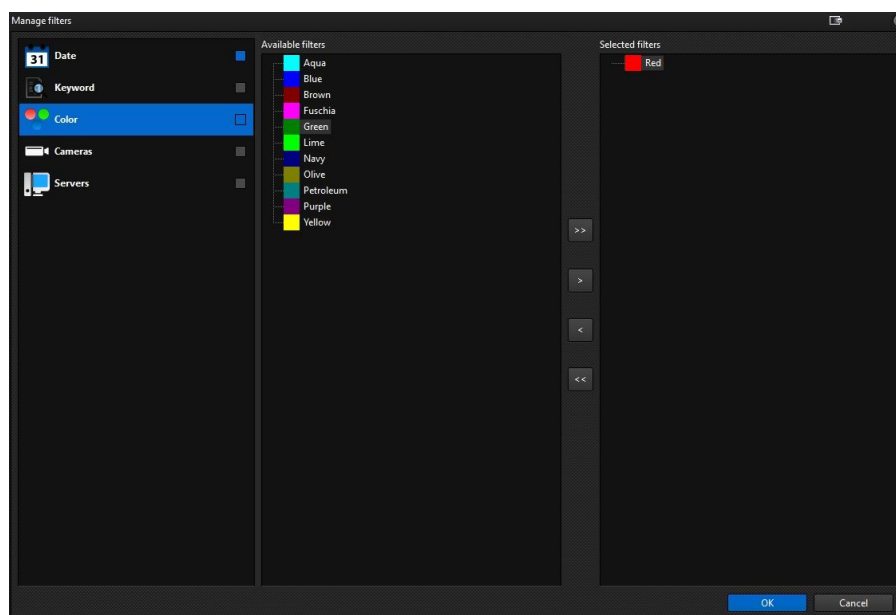 Manage filters
31
Date
Keyword
Color
Cameras
Servers
Available filters
Aqua
Blue
Brown
Fuschia
Green
Lime
Navy
Olive
Petroleum
Purple
Yellow
>>
>
<
<<
Selected filters
Red
OK
Cancel